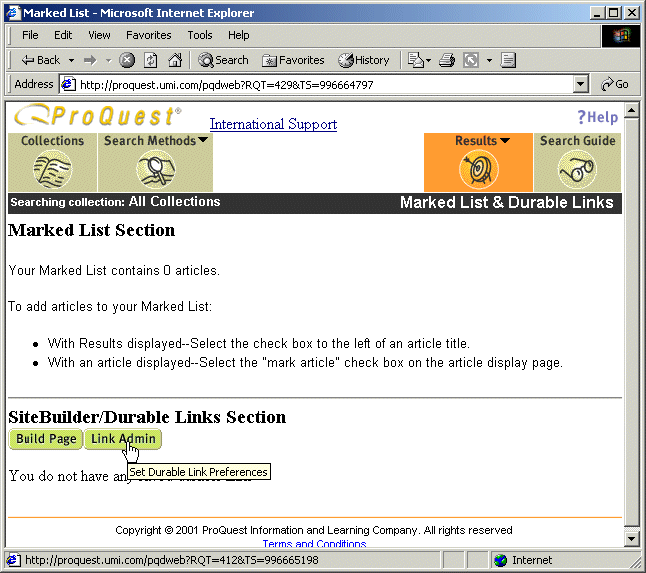 Marked List - Microsoft Internet Explorer
File Edit View Favorites Tools Help
Back Search Favorites History
Address http://proquest.umi.com/pqdweb?RQT=429&TS=996664797 Go
ProQuest® International Support ?Help
Collections Search Methods Results Search Guide
Searching collection: All Collections Marked List & Durable Links
Marked List Section
Your Marked List contains 0 articles.
To add articles to your Marked List:
• With Results displayed--Select the check box to the left of an article title.
• With an article displayed--Select the "mark article" check box on the article display page.
SiteBuilder/Durable Links Section
Build Page Link Admin
Set Durable Link Preferences
You do not have any
Copyright © 2001 ProQuest Information and Learning Company. All rights reserved
Terms and Conditions
http://proquest.umi.com/pqdweb?RQT=412&TS=996665198 Internet